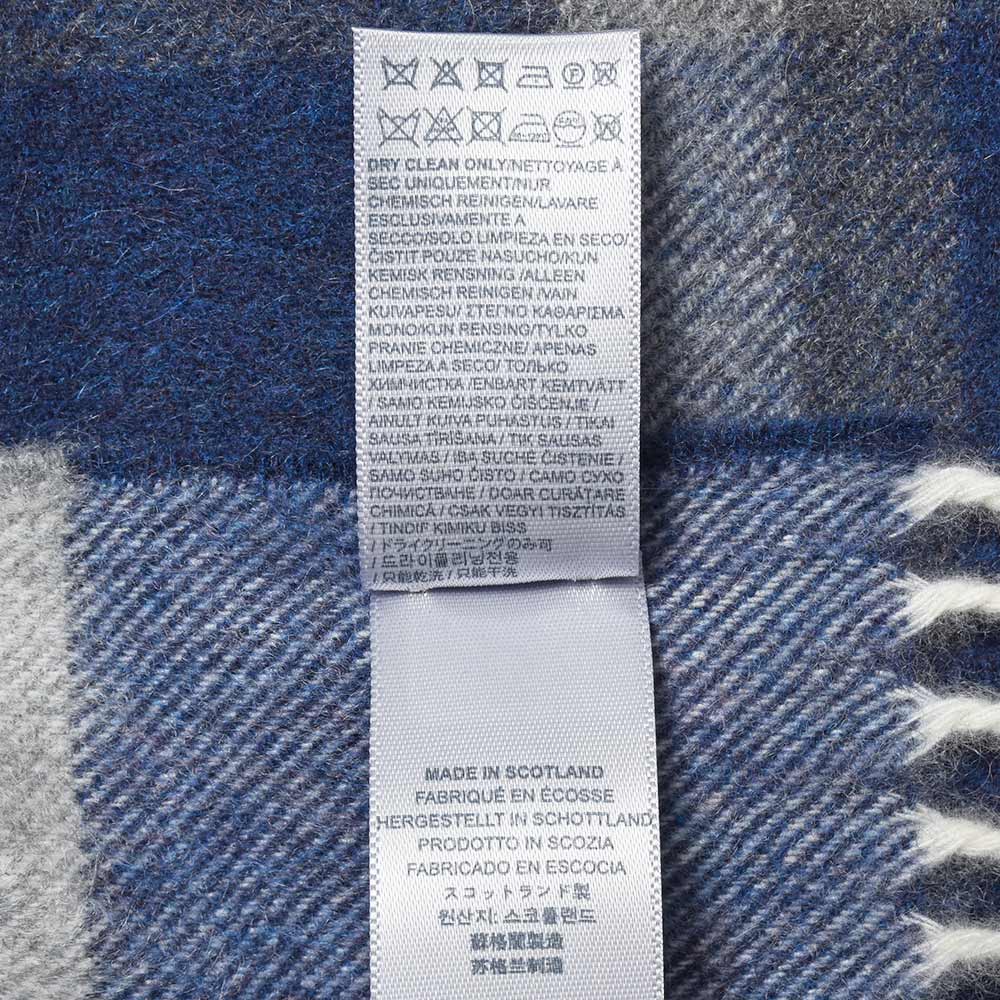 DRY CLEAN ONLY/NETTOYAGE À
SEC UNIQUEMENT/NUR
CHEMISCH REINIGEN/LAVARE
ESCLUSIVAMENTE A
SECCO/SOLO LIMPIEZA EN SECO/
ČISTIT POUZE NASUCHO/KUN
KEMISK RENSNING /ALLEEN
CHEMISCH REINIGEN /VAIN
KUIVAPESU/ ΣΤΕΓΝΟ ΚΑΘΑΡΙΣΜΑ
ΜΟΝΟ/KUN RENSING/TYLKO
PRANIE CHEMICZNE/ APENAS
LIMPEZA A SECO/ ТОЛЬКО
ХИМЧИСТКА /ENBART KEMTVÄTT
/ SAMO KEMIJSKO ČIŠĆENJE /
AINULT KUIVA PUHASTUS / TIKAI
SAUSA TĪRĪŠANA / TIK SAUSAS
VALYMAS / IBA SUCHÉ ČISTENIE /
SAMO SUHO ČISTO / САМО СУХО
ПОЧИСТВАНЕ / DOAR CURĂȚARE
CHIMICĂ / CSAK VEGYI TISZTÍTÁS
/ TINDIF KIMIKU BISS
/ ドライクリーニングのみ可
/ 드라이클리닝전용
/ 只能乾洗 / 只能干洗
MADE IN SCOTLAND
FABRIQUÉ EN ÉCOSSE
HERGESTELLT IN SCHOTTLAND
PRODOTTO IN SCOZIA
FABRICADO EN ESCOCIA
スコットランド製
원산지: 스코틀랜드
蘇格蘭製造
苏格兰制造